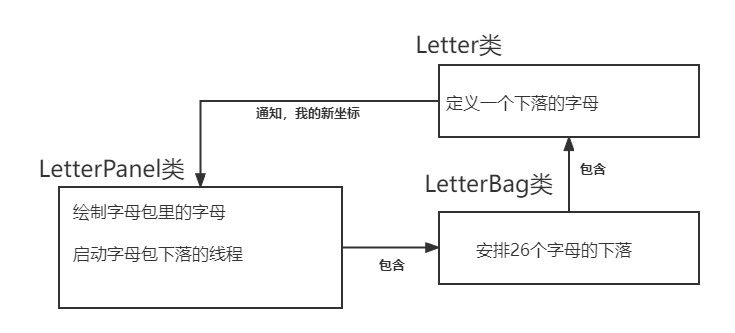 Letter类
定义一个下落的字母
通知，我的新坐标
LetterPanel类
绘制字母包里的字母
启动字母包下落的线程
包含
LetterBag类
安排26个字母的下落
包含